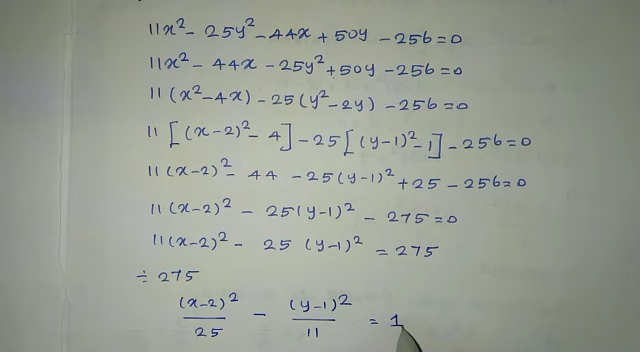 11x² - 25y² - 44x + 50y - 256 = 0
11x² - 44x - 25y² + 50y - 256 = 0
11 (x² - 4x) - 25 (y² - 2y) - 256 = 0
11 [(x-2)² - 4] - 25 [(y-1)² - 1] - 256 = 0
11 (x-2)² - 44 - 25 (y-1)² + 25 - 256 = 0
11 (x-2)² - 25 (y-1)² - 275 = 0
11 (x-2)² - 25 (y-1)² = 275
÷ 275
(x-2)²/25 - (y-1)²/11 = 1